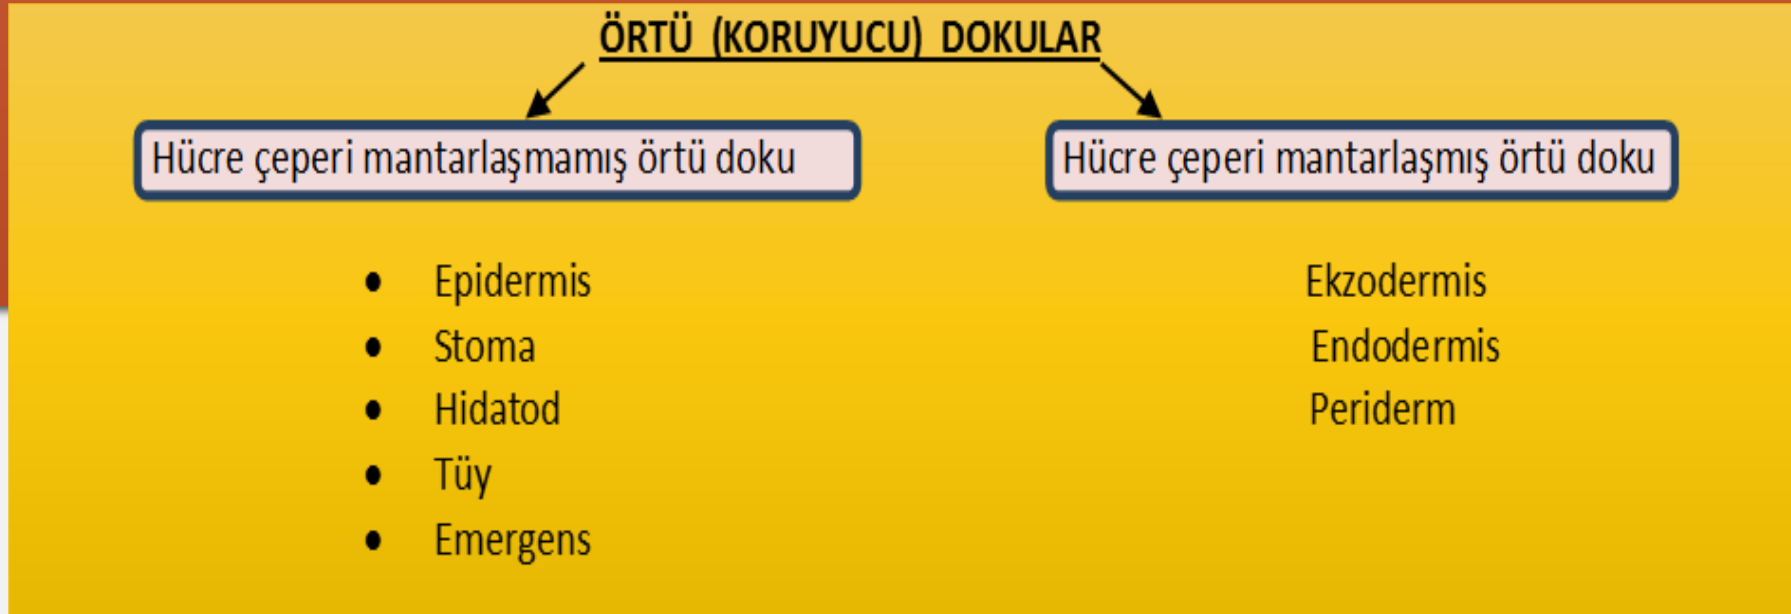 ÖRTÜ (KORUYUCU) DOKULAR
Hücre çeperi mantarlaşmamış örtü doku
• Epidermis
• Stoma
• Hidatod
• Tüy
• Emergens
Hücre çeperi mantarlaşmış örtü doku
Ekzodermis
Endodermis
Periderm